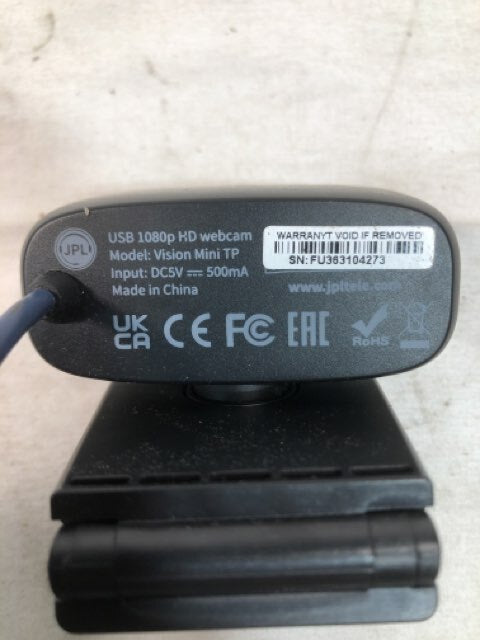 JPL
USB 1080p HD webcam
Model: Vision Mini TP
Input: DC5V ⎓ 500mA
Made in China
WARRANYT VOID IF REMOVED
SN: FU363104273
www.jpltele.com
UK
CA
CE FC EAC
RoHS